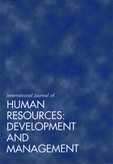 International Journal of
HUMAN
RESOURCES:
DEVELOPMENT
AND
MANAGEMENT